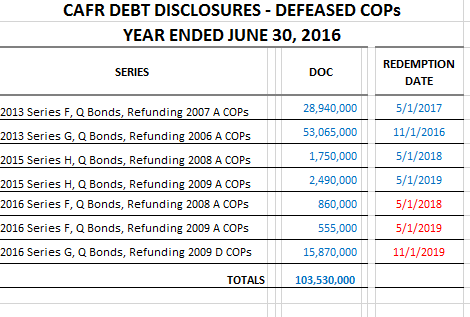 CAFR DEBT DISCLOSURES - DEFEASED COPs
YEAR ENDED JUNE 30, 2016
SERIES DOC REDEMPTION DATE
2013 Series F, Q Bonds, Refunding 2007 A COPs 28,940,000 5/1/2017
2013 Series G, Q Bonds, Refunding 2006 A COPs 53,065,000 11/1/2016
2015 Series H, Q Bonds, Refunding 2008 A COPs 1,750,000 5/1/2018
2015 Series H, Q Bonds, Refunding 2009 A COPs 2,490,000 5/1/2019
2016 Series F, Q Bonds, Refunding 2008 A COPs 860,000 5/1/2018
2016 Series F, Q Bonds, Refunding 2009 A COPs 555,000 5/1/2019
2016 Series G, Q Bonds, Refunding 2009 D COPs 15,870,000 11/1/2019
TOTALS 103,530,000